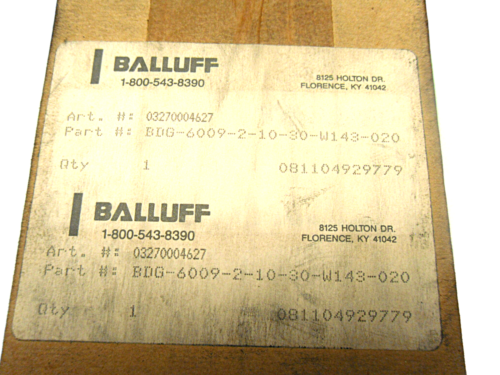 BALLUFF
1-800-543-8390
8125 HOLTON DR.
FLORENCE, KY 41042
Art. #: 03270004627
Part #: BDG-6009-2-10-30-W143-020
Qty 1 081104929779
BALLUFF
1-800-543-8390
8125 HOLTON DR.
FLORENCE, KY 41042
Art. #: 03270004627
Part #: BDG-6009-2-10-30-W143-020
Qty 1 081104929779